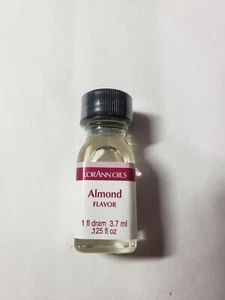 LORANN OILS
Almond
FLAVOR
1 fl dram 3.7 ml
.125 fl oz